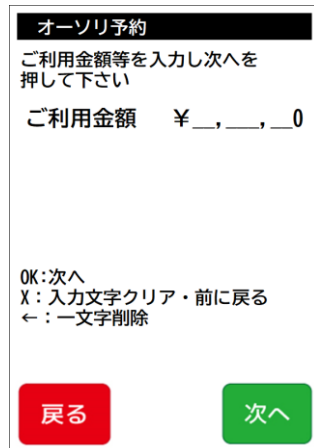 オーソリ予約
ご利用金額等を入力し次へを
押して下さい
ご利用金額 ￥__,___,__0
OK:次へ
X：入力文字クリア・前に戻る
←：一文字削除
戻る 次へ